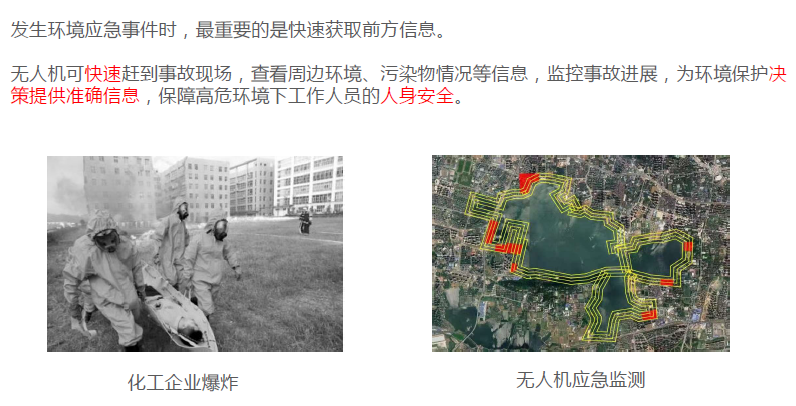 发生环境应急事件时，最重要的是快速获取前方信息。
无人机可快速赶到事故现场，查看周边环境、污染物情况等信息，监控事故进展，为环境保护决
策提供准确信息，保障高危环境下工作人员的人身安全。
化工企业爆炸
无人机应急监测